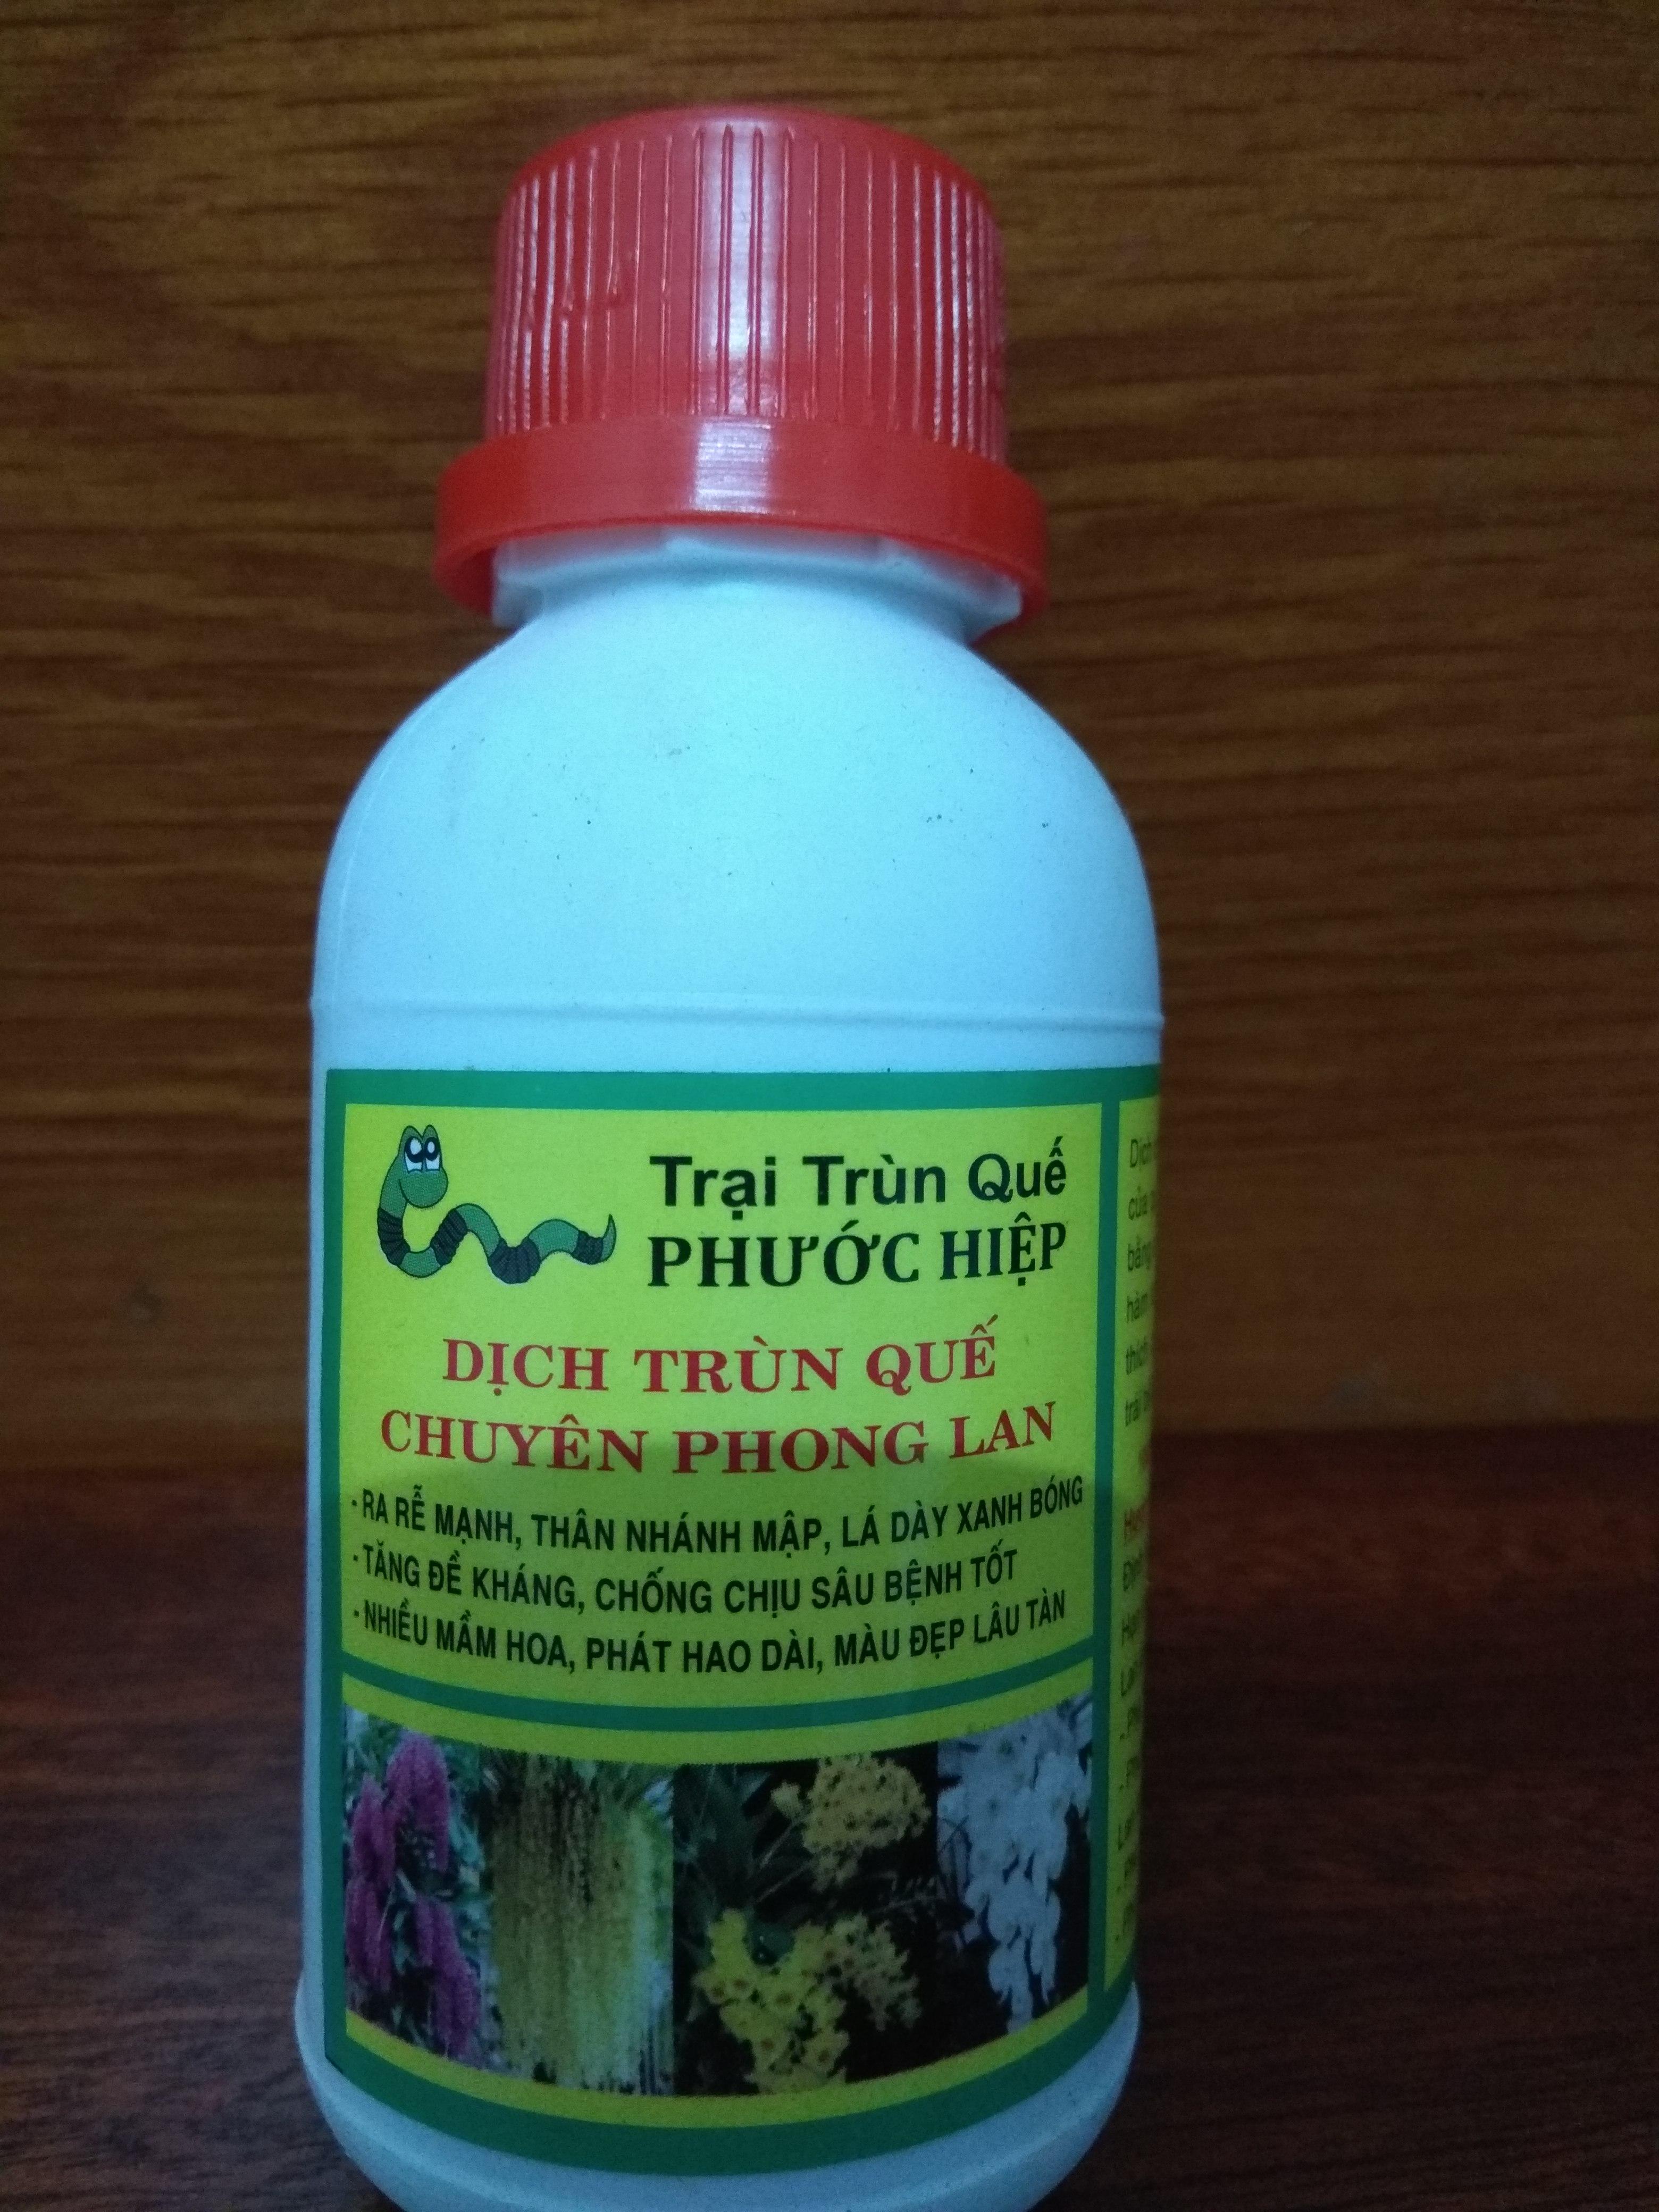 Trại Trùn Quế
PHƯỚC HIỆP
DỊCH TRÙN QUẾ
CHUYÊN PHONG LAN
- RA RỄ MẠNH, THÂN NHÁNH MẬP, LÁ DÀY XANH BÓNG
- TĂNG ĐỀ KHÁNG, CHỐNG CHỊU SÂU BỆNH TỐT
- NHIỀU MẦM HOA, PHÁT HAO DÀI, MÀU ĐẸP LÂU TÀN
Dịch
của